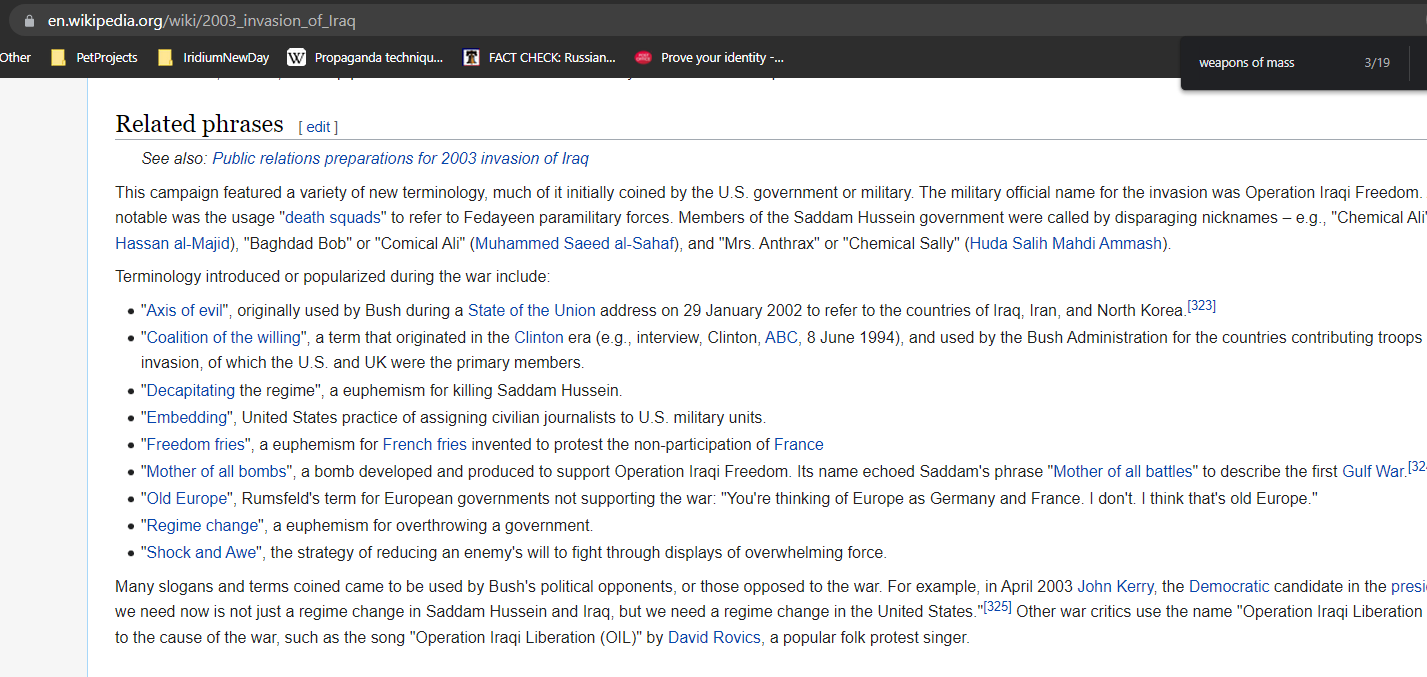 en.wikipedia.org/wiki/2003_invasion_of_Iraq
Other PetProjects IridiumNewDay W Propaganda techniqu... FACT CHECK: Russian... Prove your identity -...
weapons of mass 3/19
Related phrases [ edit ]
See also: Public relations preparations for 2003 invasion of Iraq
This campaign featured a variety of new terminology, much of it initially coined by the U.S. government or military. The military official name for the invasion was Operation Iraqi Freedom.
notable was the usage "death squads" to refer to Fedayeen paramilitary forces. Members of the Saddam Hussein government were called by disparaging nicknames – e.g., "Chemical Ali"
Hassan al-Majid), "Baghdad Bob" or "Comical Ali" (Muhammed Saeed al-Sahaf), and "Mrs. Anthrax" or "Chemical Sally" (Huda Salih Mahdi Ammash).
Terminology introduced or popularized during the war include:
• "Axis of evil", originally used by Bush during a State of the Union address on 29 January 2002 to refer to the countries of Iraq, Iran, and North Korea.[323]
• "Coalition of the willing", a term that originated in the Clinton era (e.g., interview, Clinton, ABC, 8 June 1994), and used by the Bush Administration for the countries contributing troops
invasion, of which the U.S. and UK were the primary members.
• "Decapitating the regime", a euphemism for killing Saddam Hussein.
• "Embedding", United States practice of assigning civilian journalists to U.S. military units.
• "Freedom fries", a euphemism for French fries invented to protest the non-participation of France
• "Mother of all bombs", a bomb developed and produced to support Operation Iraqi Freedom. Its name echoed Saddam's phrase "Mother of all battles" to describe the first Gulf War.
• "Old Europe", Rumsfeld's term for European governments not supporting the war: "You're thinking of Europe as Germany and France. I don't. I think that's old Europe."
• "Regime change", a euphemism for overthrowing a government.
• "Shock and Awe", the strategy of reducing an enemy's will to fight through displays of overwhelming force.
Many slogans and terms coined came to be used by Bush's political opponents, or those opposed to the war. For example, in April 2003 John Kerry, the Democratic candidate in the presi
we need now is not just a regime change in Saddam Hussein and Iraq, but we need a regime change in the United States."[325] Other war critics use the name "Operation Iraqi Liberation
to the cause of the war, such as the song "Operation Iraqi Liberation (OIL)" by David Rovics, a popular folk protest singer.